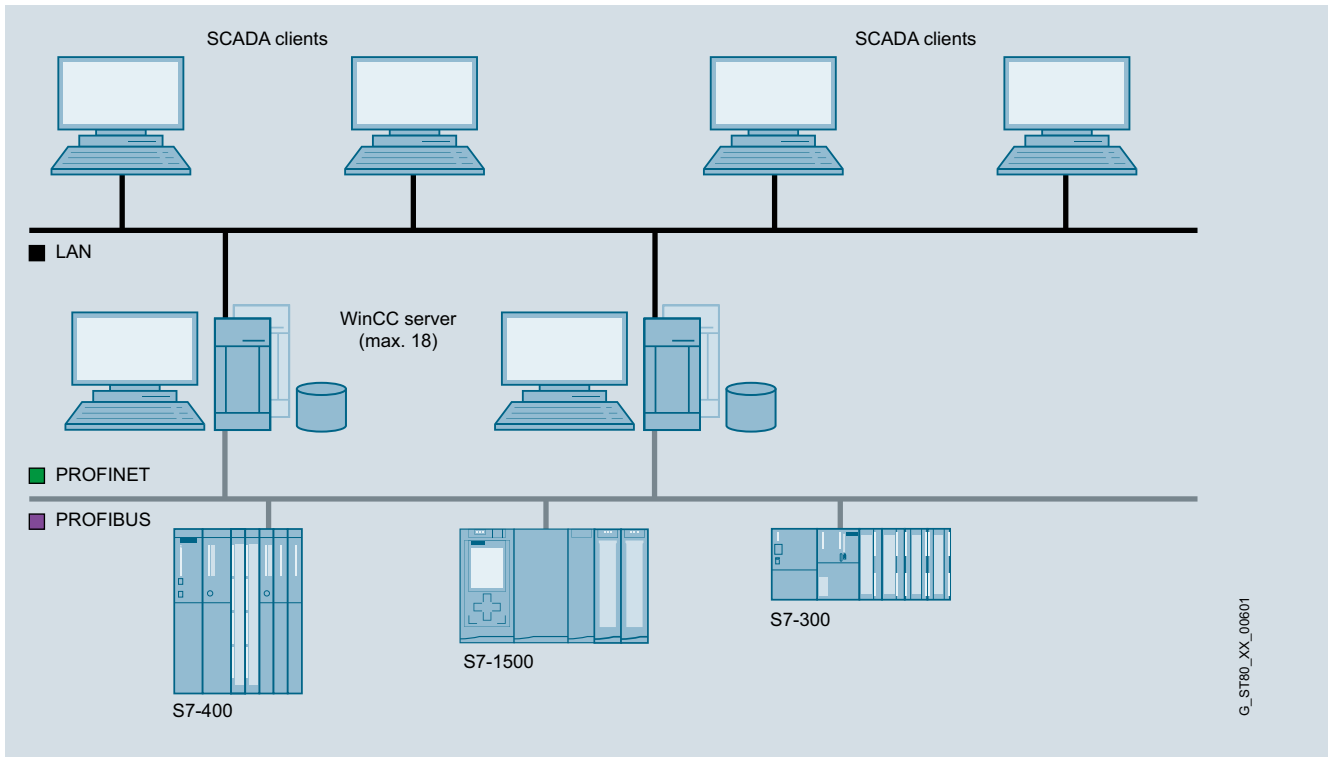 SCADA clients
SCADA clients
LAN
WinCC server
(max. 18)
PROFINET
PROFIBUS
S7-400
S7-1500
S7-300
G_ST80_XX_00601